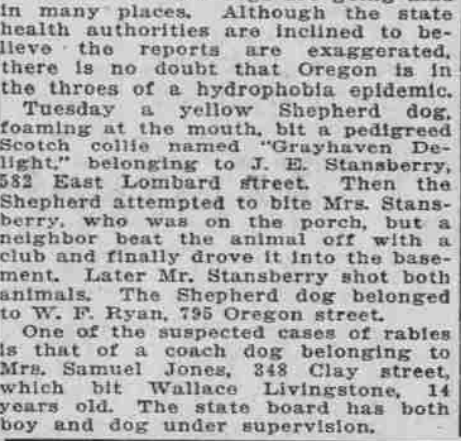 in many places. Although the state
health authorities are inclined to be-
lieve the reports are exaggerated,
there is no doubt that Oregon is in
the throes of a hydrophobia epidemic.
Tuesday a yellow Shepherd dog,
foaming at the mouth, bit a pedigreed
Scotch collie named "Grayhaven De-
light," belonging to J. E. Stansberry,
582 East Lombard street. Then the
Shepherd attempted to bite Mrs. Stans-
berry, who was on the porch, but a
neighbor beat the animal off with a
club and finally drove it into the base-
ment. Later Mr. Stansberry shot both
animals. The Shepherd dog belonged
to W. F. Ryan, 795 Oregon street.
One of the suspected cases of rabies
is that of a coach dog belonging to
Mrs. Samuel Jones, 348 Clay street,
which bit Wallace Livingstone, 14
years old. The state board has both
boy and dog under supervision.